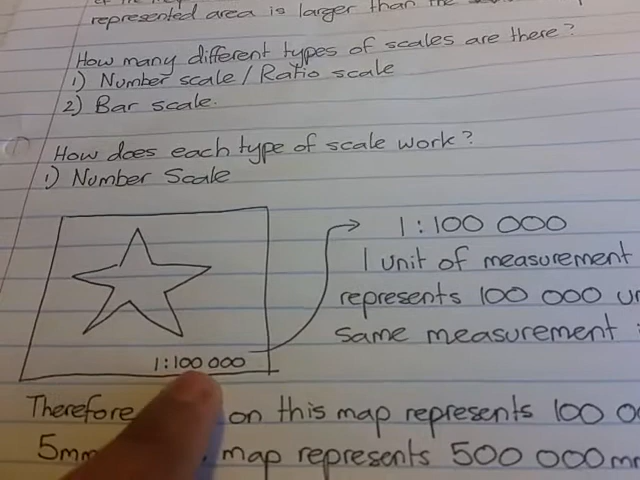 represented area is larger than the
How many different types of scales are there?
1) Number scale / Ratio scale
2) Bar scale.
How does each type of scale work?
1) Number Scale
1:100 000
1 unit of measurement
represents 100 000
same measurement
1:100 000
Therefore on this map represents 100
5mm map represents 500 000mm